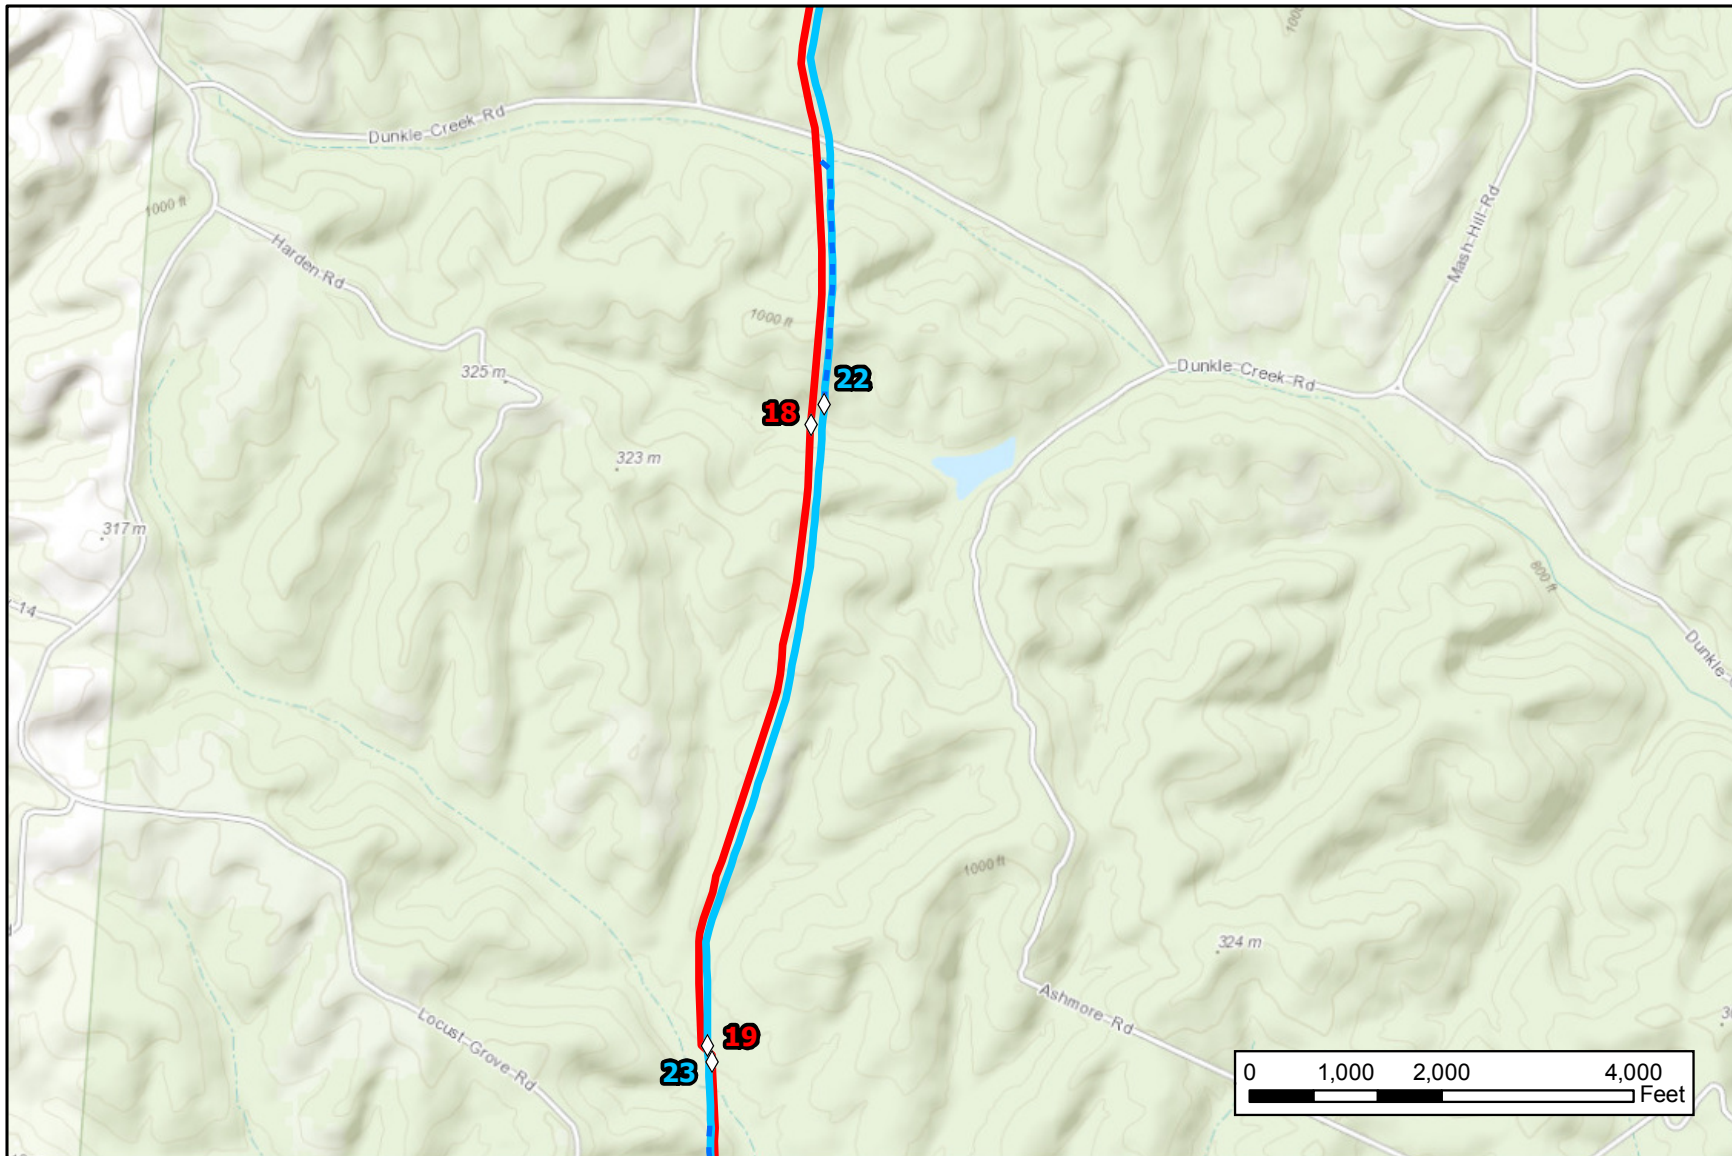 1000
Dunkle Creek Rd
Mash Hill Rd
1000 ft
Harden Rd
1000 ft
Dunkle Creek Rd
325 m
22
18
323 m
317 m
800 ft
14
Dunkle
1000 ft
324 m
Ashmore Rd
Locust Grove Rd
19
23
0 1,000 2,000 4,000
Feet